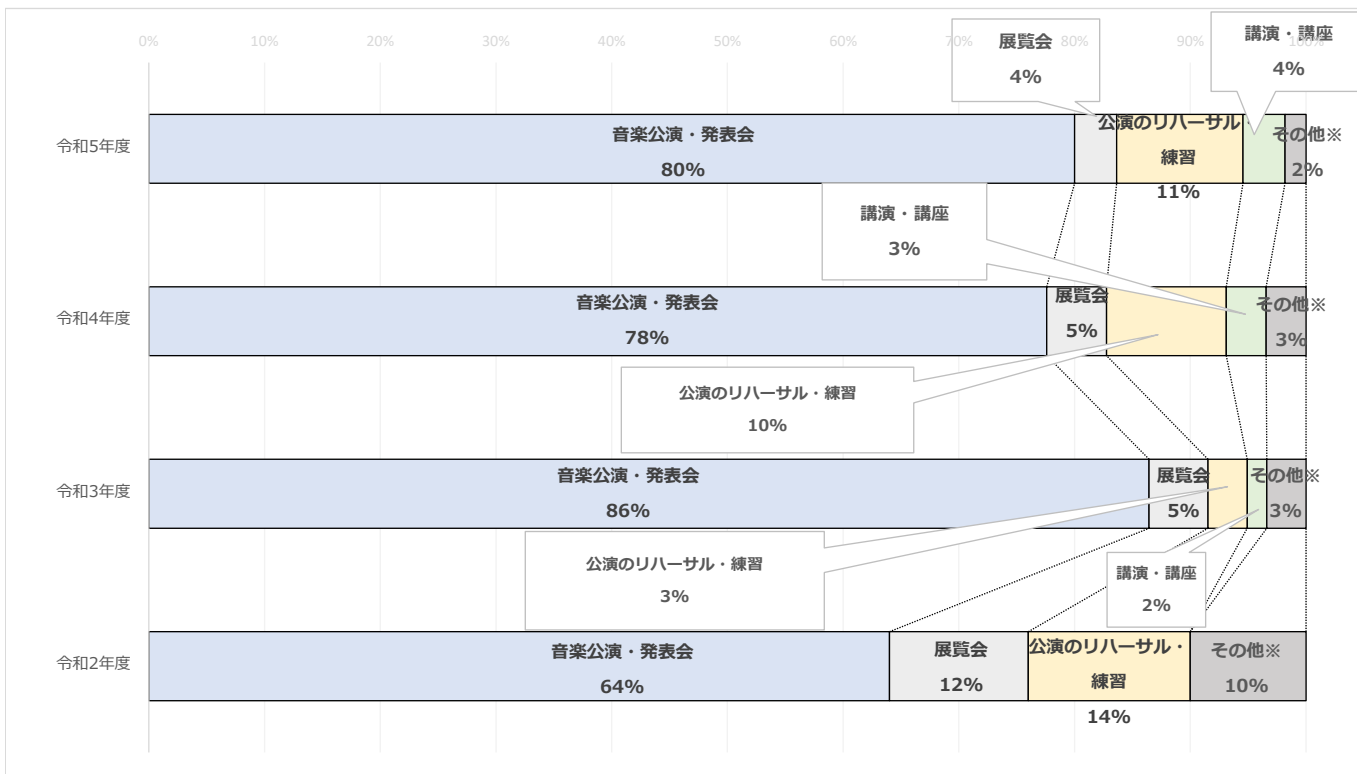 0%
10%
20%
30%
40%
50%
60%
70%
80%
90%
100%
展覧会
4%
講演・講座
4%
令和5年度
音楽公演・発表会
80%
公演のリハーサル・
練習
11%
その他※
2%
講演・講座
3%
令和4年度
音楽公演・発表会
78%
展覧会
5%
その他※
3%
公演のリハーサル・練習
10%
令和3年度
音楽公演・発表会
86%
展覧会
5%
その他※
3%
公演のリハーサル・練習
3%
講演・講座
2%
令和2年度
音楽公演・発表会
64%
展覧会
12%
公演のリハーサル・
練習
14%
その他※
10%